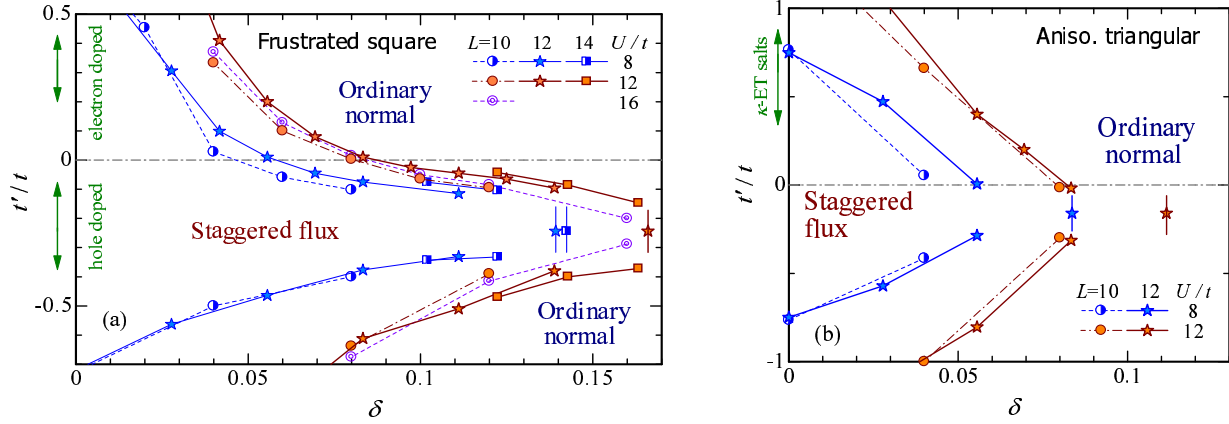 Frustrated square
L=10 12 14 U/t
8
12
16
Ordinary
normal
Staggered flux
Ordinary
normal
(a)
electron doped
hole doped
t′/t
0.5
0
-0.5
0 0.05 0.1 0.15
δ
Aniso. triangular
κ-ET salts
Ordinary
normal
Staggered
flux
L=10 12 U/t
8
12
(b)
t′/t
1
0
-1
0 0.05 0.1
δ